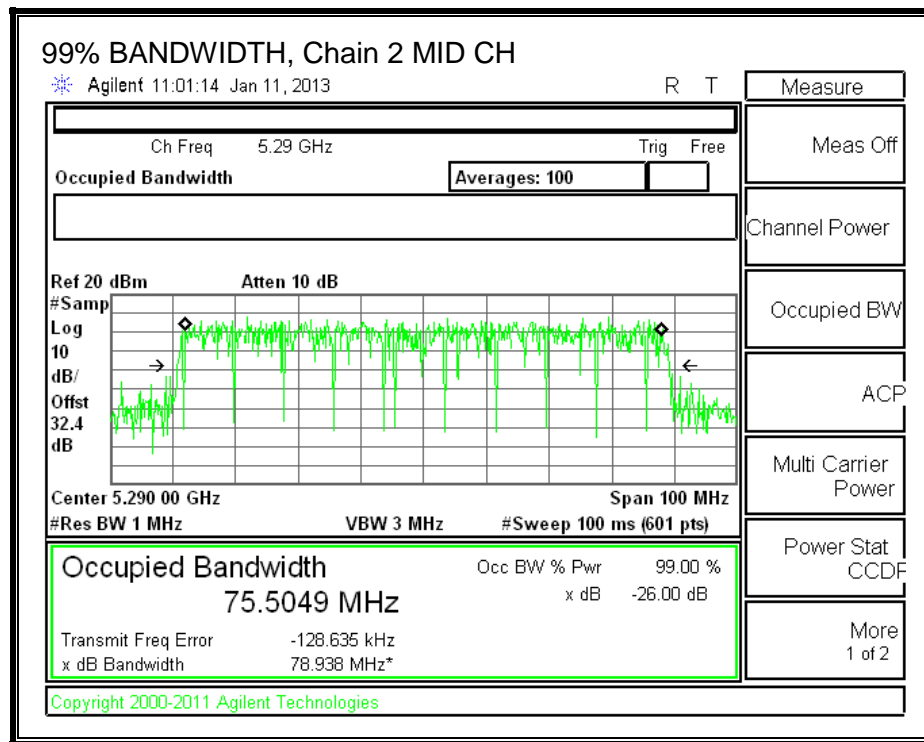 99% BANDWIDTH, Chain 2 MID CH
Agilent 11:01:14 Jan 11, 2013 R T
Measure
Ch Freq 5.29 GHz Trig Free
Occupied Bandwidth Averages: 100
Meas Off
Channel Power
Occupied BW
ACP
Multi Carrier
Power
Power Stat
CCDF
More
1 of 2
Ref 20 dBm Atten 10 dB
#Samp
Log
10
dB/
Offst
32.4
dB
Center 5.290 00 GHz Span 100 MHz
#Res BW 1 MHz VBW 3 MHz #Sweep 100 ms (601 pts)
Occupied Bandwidth Occ BW % Pwr 99.00 %
75.5049 MHz x dB -26.00 dB
Transmit Freq Error -128.635 kHz
x dB Bandwidth 78.938 MHz*
Copyright 2000-2011 Agilent Technologies